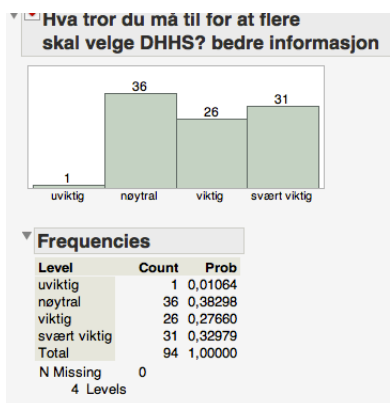 Hva tror du må til for at flere
skal velge DHHS? bedre informasjon
36
31
26
1
uviktig nøytral viktig svært viktig
Frequencies
Level Count Prob
uviktig 1 0,01064
nøytral 36 0,38298
viktig 26 0,27660
svært viktig 31 0,32979
Total 94 1,00000
N Missing 0
4 Levels